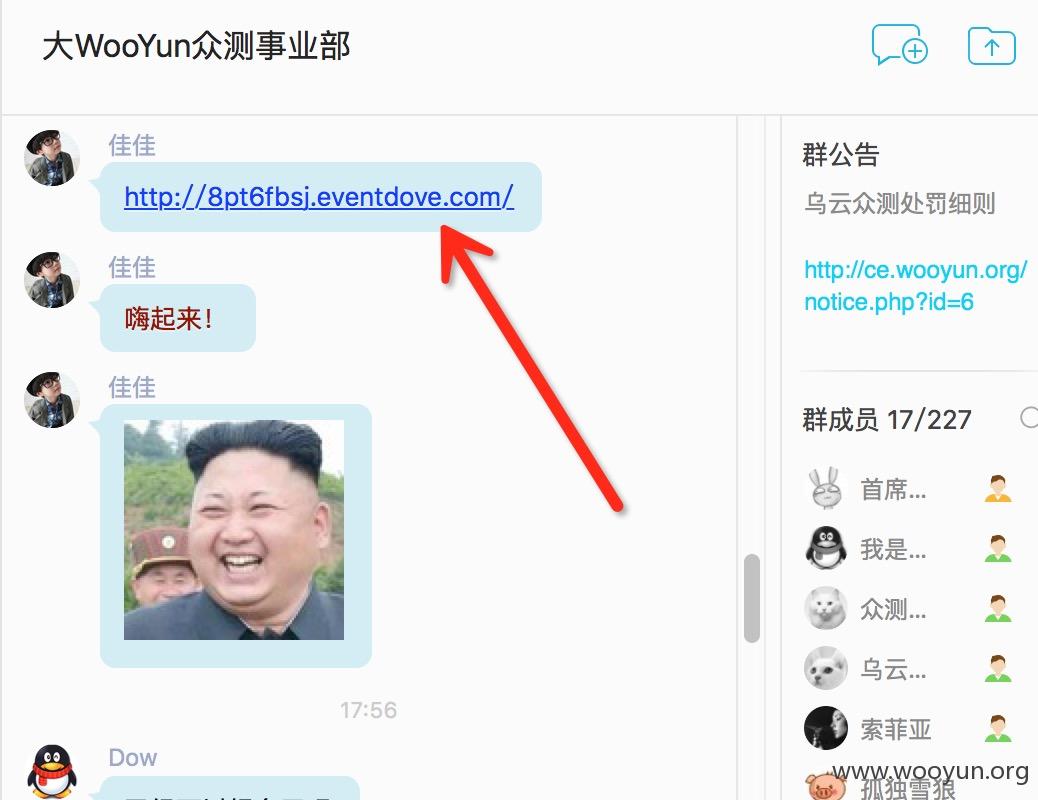 大WooYun众测事业部
佳佳
http://8pt6fbsj.eventdove.com/
佳佳
嗨起来!
佳佳
17:56
Dow
群公告
乌云众测处罚细则
http://ce.wooyun.org/
notice.php?id=6
群成员 17/227
首席...
我是...
众测...
乌云...
索菲亚
孤独雪狼
www.wooyun.org